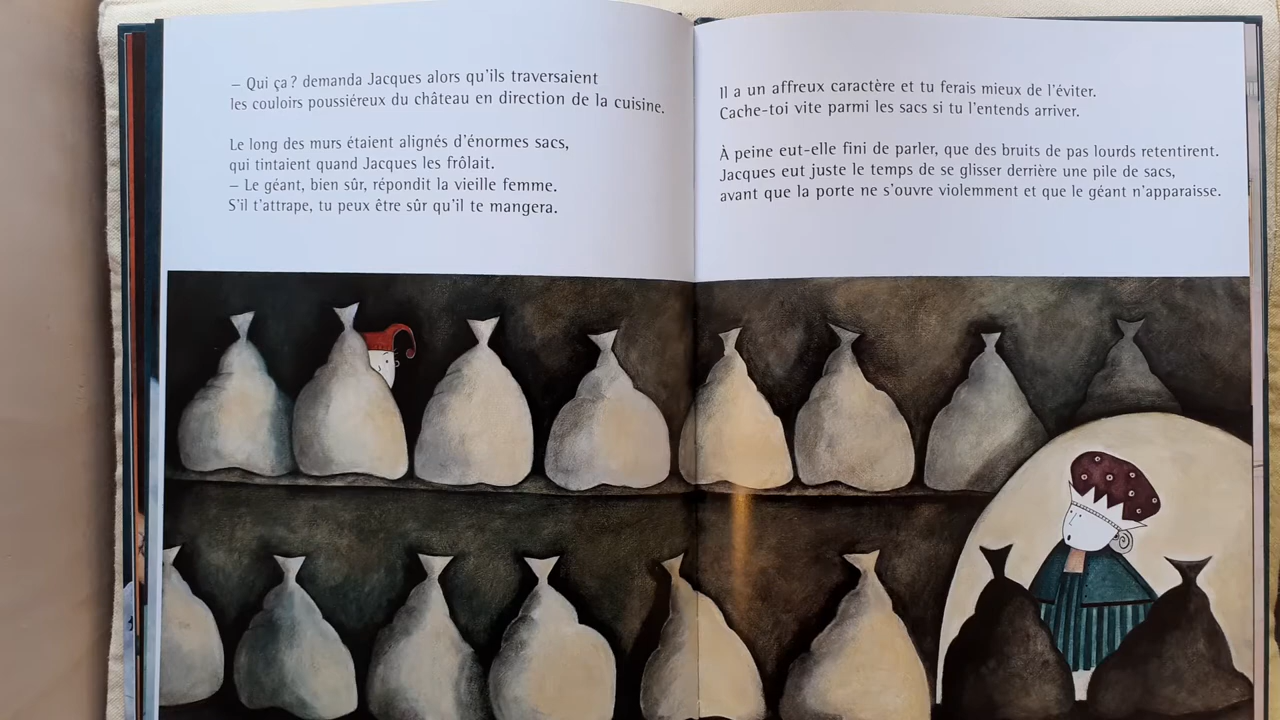 – Qui ça ? demanda Jacques alors qu'ils traversaient
les couloirs poussiéreux du château en direction de la cuisine.
Le long des murs étaient alignés d'énormes sacs,
qui tintaient quand Jacques les frôlait.
– Le géant, bien sûr, répondit la vieille femme.
S'il t'attrape, tu peux être sûr qu'il te mangera.
Il a un affreux caractère et tu ferais mieux de l'éviter.
Cache-toi vite parmi les sacs si tu l'entends arriver.
À peine eut-elle fini de parler, que des bruits de pas lourds retentirent.
Jacques eut juste le temps de se glisser derrière une pile de sacs,
avant que la porte ne s'ouvre violemment et que le géant n'apparaisse.